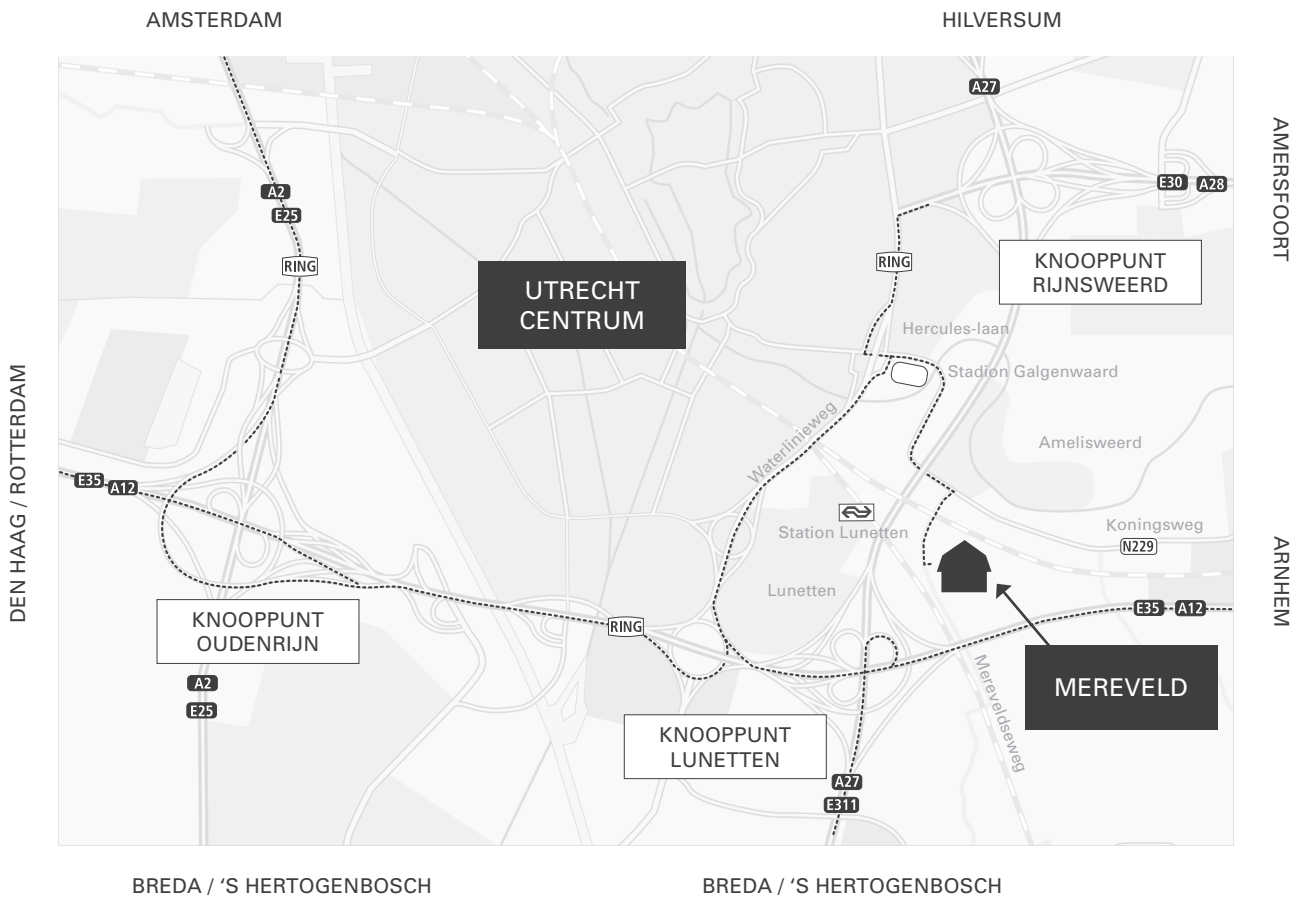 AMSTERDAM
HILVERSUM
A27
AMERSFOORT
E30
A28
A2
E25
RING
RING
KNOOPPUNT
RIJNSWEERD
UTRECHT
CENTRUM
Hercules-laan
Stadion Galgenwaard
DEN HAAG / ROTTERDAM
Waterlinieweg
Amelisweerd
E35
A12
Station Lunetten
Koningsweg
N229
ARNHEM
Lunetten
E35
A12
KNOOPPUNT
OUDENRIJN
RING
A2
E25
Mereveldseweg
MEREVELD
KNOOPPUNT
LUNETTEN
A27
E311
BREDA / ‘S HERTOGENBOSCH
BREDA / ‘S HERTOGENBOSCH